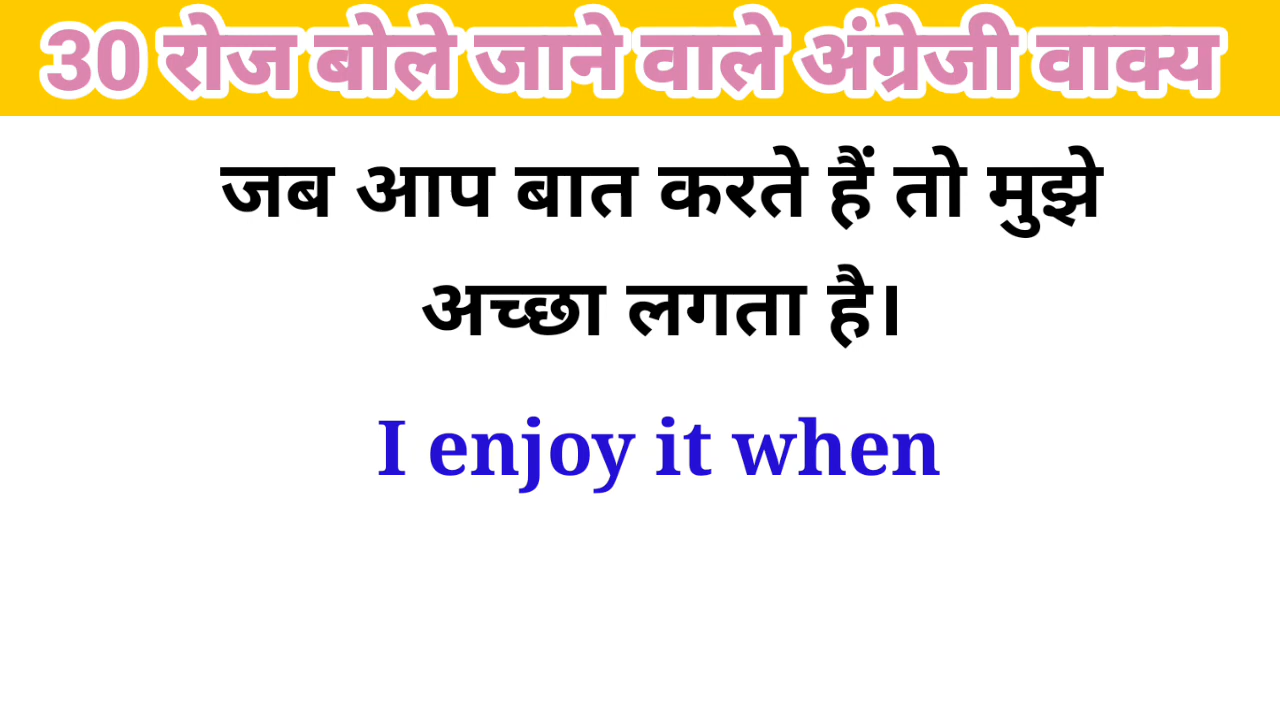 30 रोज बोले जाने वाले अंग्रेजी वाक्य
जब आप बात करते हैं तो मुझे
अच्छा लगता है।
I enjoy it when